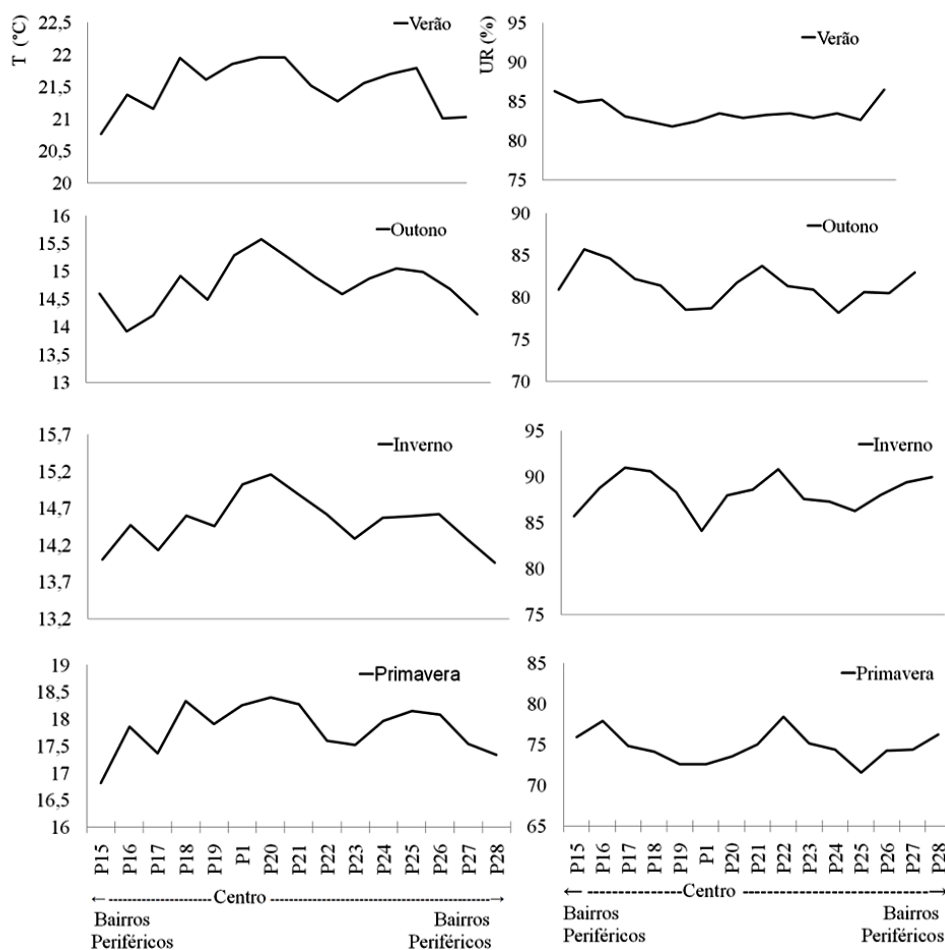 T (ºC)
22,5
22
21,5
21
20,5
20
Verão
UR (%)
95
90
85
80
75
Verão
16
15,5
15
14,5
14
13,5
13
Outono
90
85
80
75
70
Outono
15,7
15,2
14,7
14,2
13,7
13,2
Inverno
95
90
85
80
75
Inverno
19
18,5
18
17,5
17
16,5
16
Primavera
85
80
75
70
65
Primavera
P15
P16
P17
P18
P19
P1
P20
P21
P22
P23
P24
P25
P26
P27
P28
P15
P16
P17
P18
P19
P1
P20
P21
P22
P23
P24
P25
P26
P27
P28
Centro
Bairros
Periféricos
Bairros
Periféricos
Centro
Bairros
Periféricos
Bairros
Periféricos